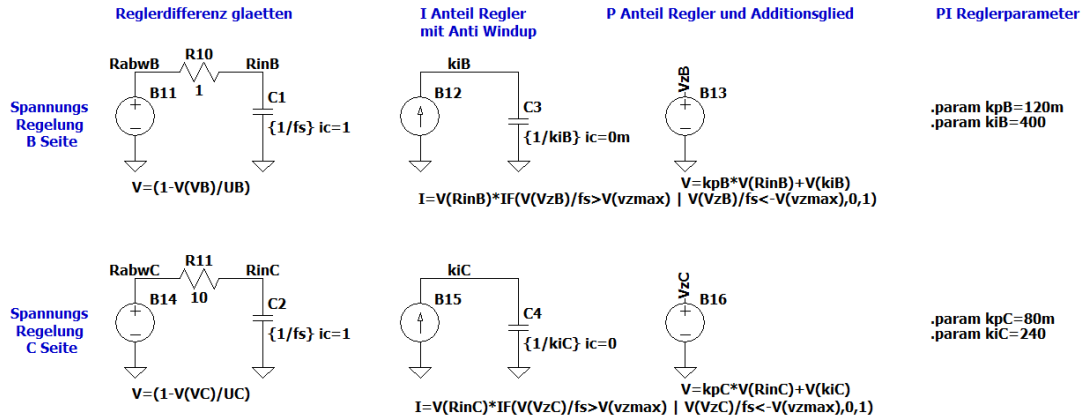 Reglerdifferenz glaetten
I Anteil Regler
mit Anti Windup
P Anteil Regler und Additionsglied
PI Reglerparameter
Spannungs
Regelung
B Seite
RabwB
R10
1
RinB
B11
C1
{1/fs} ic=1
V=(1-V(VB)/UB)
kiB
B12
C3
{1/kiB} ic=0m
I=V(RinB)*IF(V(VzB)/fs>V(vzmax) | V(VzB)/fs<-V(vzmax),0,1)
VzB
B13
V=kpB*V(RinB)+V(kiB)
.param kpB=120m
.param kiB=400
Spannungs
Regelung
C Seite
RabwC
R11
10
RinC
B14
C2
{1/fs} ic=1
V=(1-V(VC)/UC)
kiC
B15
C4
{1/kiC} ic=0
I=V(RinC)*IF(V(VzC)/fs>V(vzmax) | V(VzC)/fs<-V(vzmax),0,1)
VzC
B16
V=kpC*V(RinC)+V(kiC)
.param kpC=80m
.param kiC=240